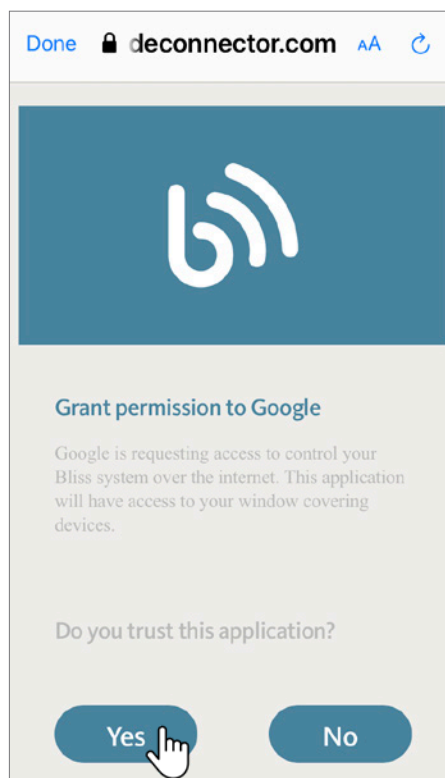 Done deconnector.com AA
Grant permission to Google
Google is requesting access to control your
Bliss system over the internet. This application
will have access to your window covering
devices.
Do you trust this application?
Yes No